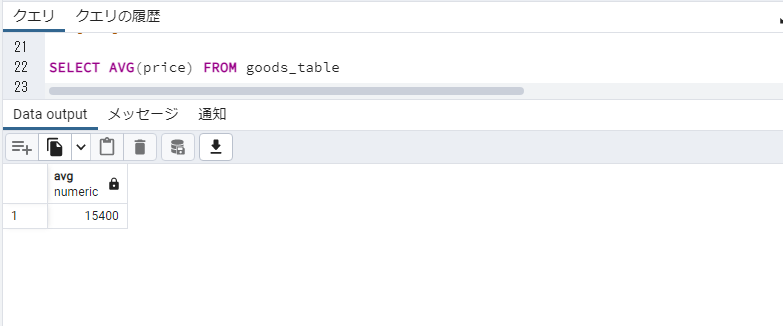 クエリ クエリの履歴
21
22 SELECT AVG(price) FROM goods_table
23
Data output メッセージ 通知
avg
numeric
1 15400